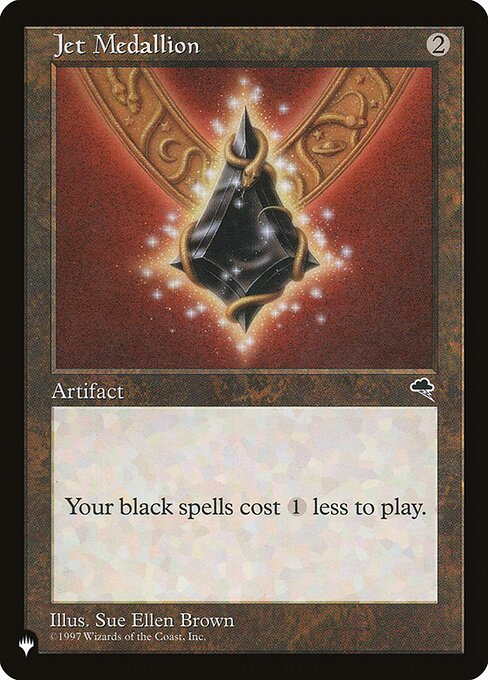 Jet Medallion 2
Artifact
Your black spells cost 1 less to play.
Illus. Sue Ellen Brown
©1997 Wizards of the Coast, Inc.